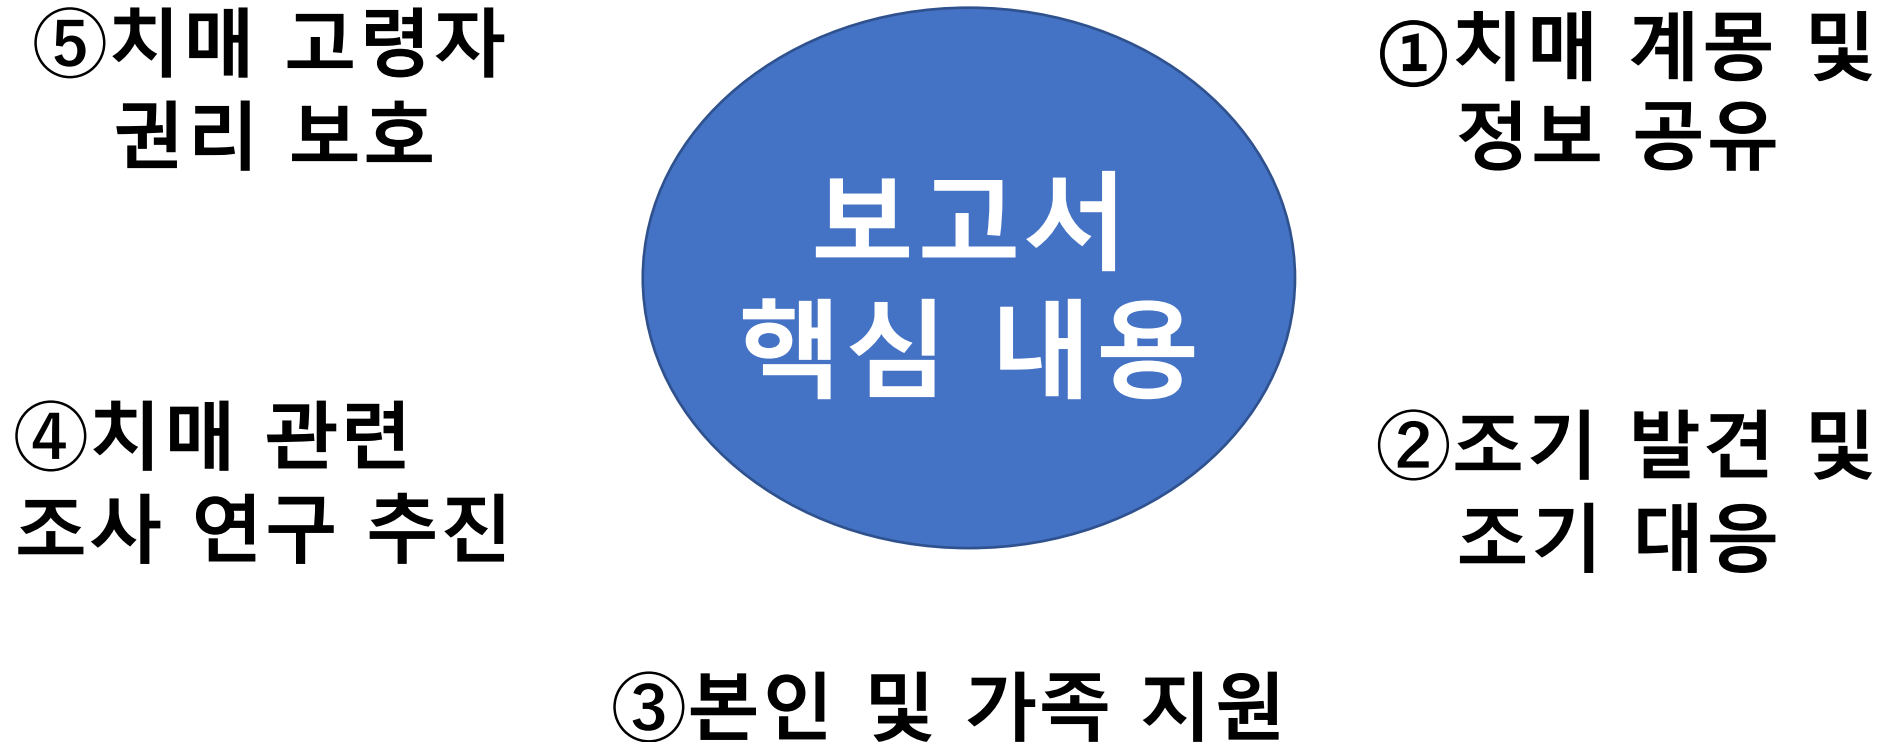 보고서
핵심 내용
①치매 계몽 및
정보 공유
②조기 발견 및
조기 대응
③본인 및 가족 지원
④치매 관련
조사 연구 추진
⑤치매 고령자
권리 보호